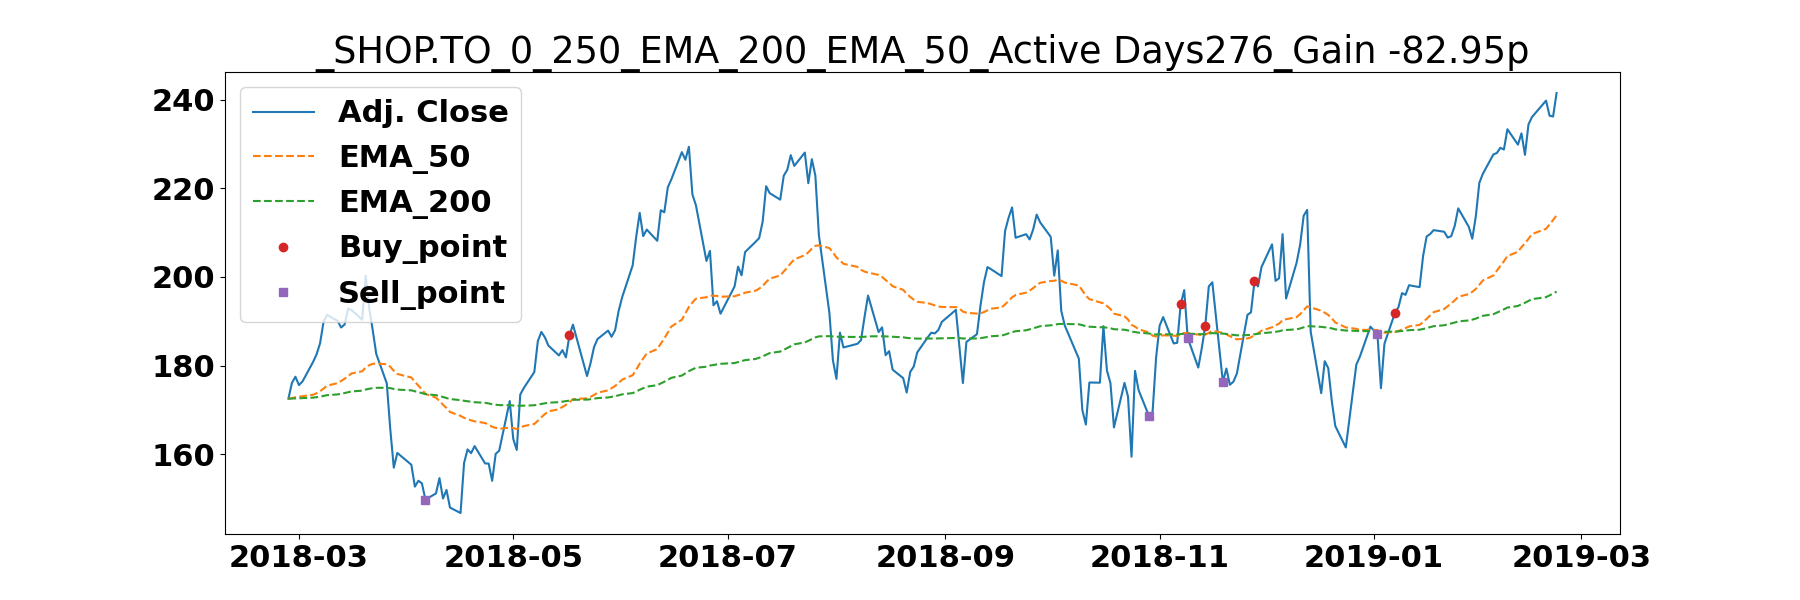 _SHOP.TO_0_250_EMA_200_EMA_50_Active Days276_Gain -82.95p
Adj. Close
EMA_50
EMA_200
Buy_point
Sell_point
240
220
200
180
160
2018-03 2018-05 2018-07 2018-09 2018-11 2019-01 2019-03